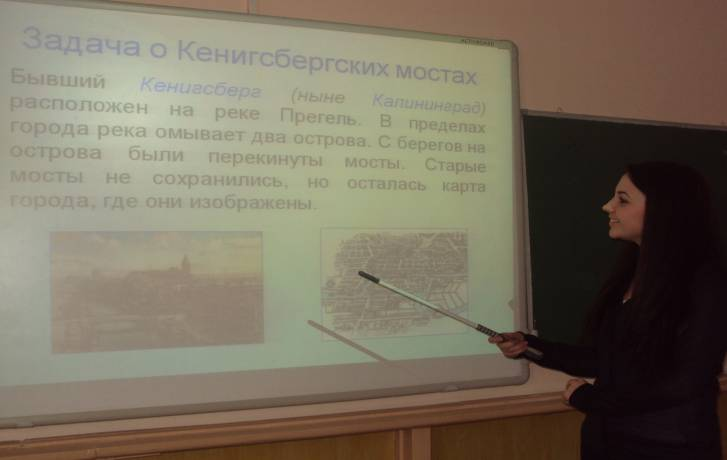 Задача о Кенигсбергских мостах
Бывший Кенигсберг (ныне Калининград)
расположен на реке Прегель. В пределах
города река омывает два острова. С берегов на
острова были перекинуты мосты. Старые
мосты не сохранились, но осталась карта
города, где они изображены.